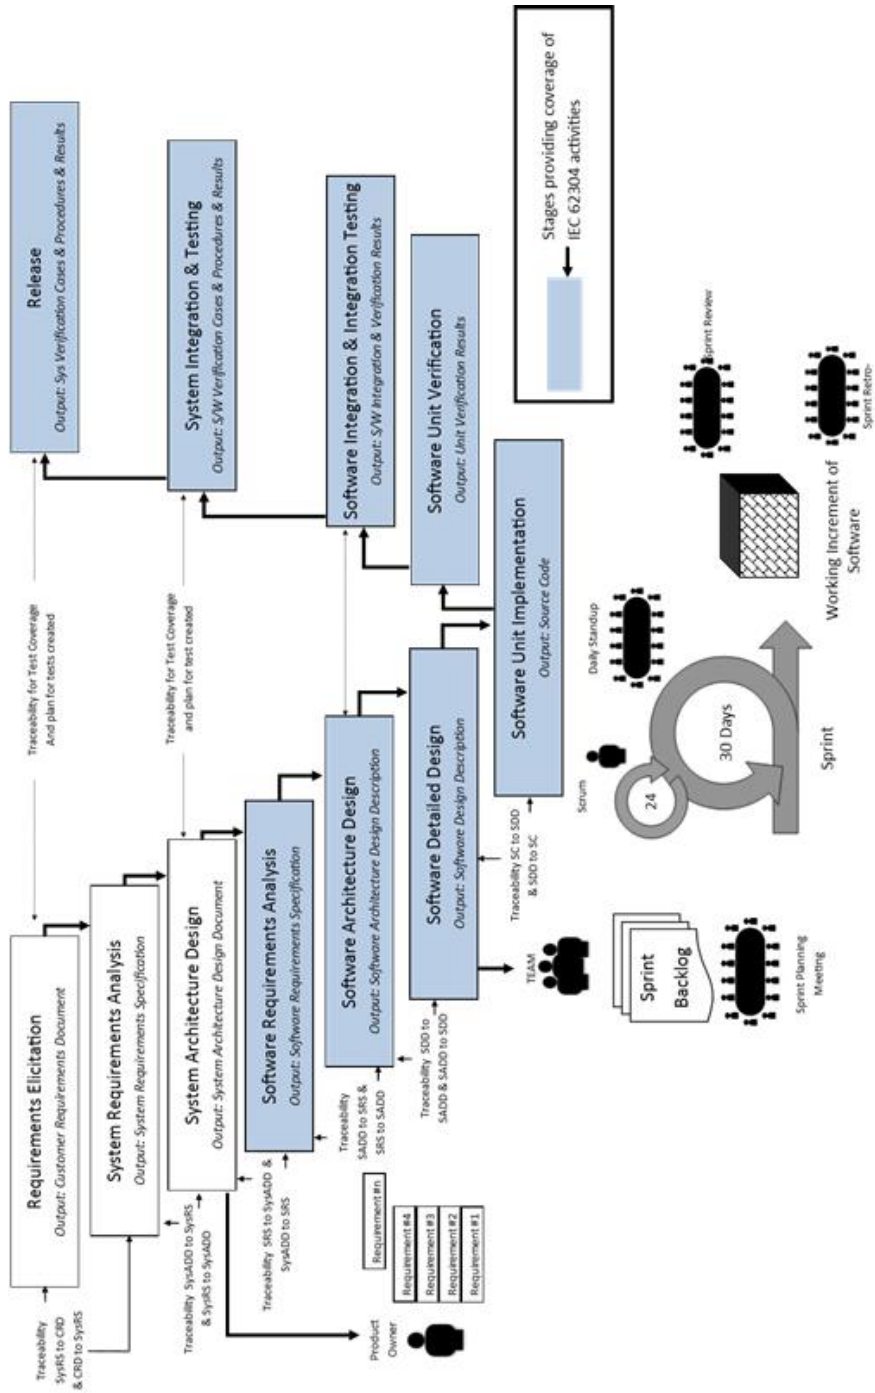 Requirements Elicitation
Output: Customer Requirements Document
Traceability
SysRS to CRD
& CRD to SysRS
System Requirements Analysis
Output: System Requirements Specification
Traceability SysADD to SysRS
& SysRS to SysADD
System Architecture Design
Output: System Architecture Design Document
Traceability SRS to SysADD &
SysADD to SRS
Software Requirements Analysis
Output: Software Requirements Specification
Traceability
SADD to SRS &
SRS to SADD
Software Architecture Design
Output: Software Architecture Design Description
Traceability SDD to
SADD & SADD to SDD
Software Detailed Design
Output: Software Design Description
Traceability SC to SDD
& SDD to SC
Software Unit Implementation
Output: Source Code
Software Unit Verification
Output: Unit Verification Results
Software Integration & Integration Testing
Output: S/W Integration & Verification Results
System Integration & Testing
Output: S/W Verification Cases & Procedures & Results
Release
Output: Sys Verification Cases & Procedures & Results
Traceability for Test Coverage
And plan for tests created
Traceability for Test Coverage
and plan for test created
Stages providing coverage of
IEC 62304 activities
Product
Owner
Requirement #n
Requirement #4
Requirement #3
Requirement #2
Requirement #1
TEAM
Sprint
Backlog
Sprint Planning
Meeting
Scrum
24
30 Days
Sprint
Daily Standup
Working Increment of
Software
Sprint Review
Sprint Retro-